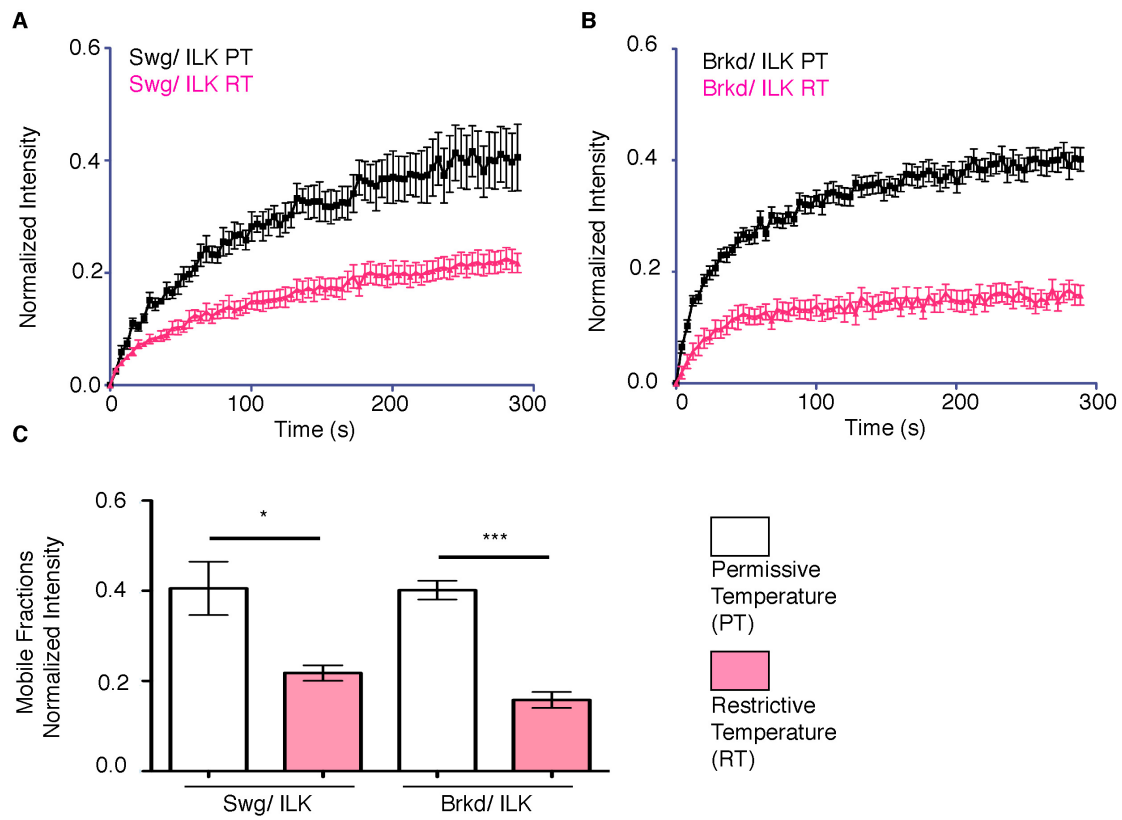 A
0.6
Swg/ ILK PT
Swg/ ILK RT
0.4
0.2
0.0
Normalized Intensity
0
100
200
300
Time (s)
B
0.6
Brkd/ ILK PT
Brkd/ ILK RT
0.4
0.2
0.0
Normalized Intensity
0
100
200
300
Time (s)
C
0.6
0.4
0.2
0.0
Mobile Fractions
Normalized Intensity
*
***
Swg/ ILK
Brkd/ ILK
Permissive
Temperature
(PT)
Restrictive
Temperature
(RT)